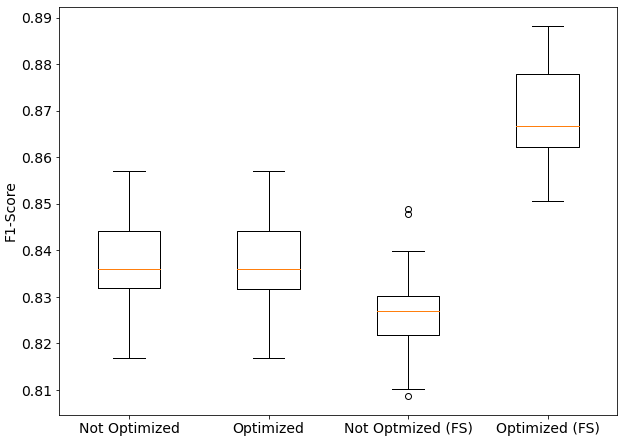 0.89
0.88
0.87
0.86
0.85
0.84
0.83
0.82
0.81
F1-Score
Not Optimized
Optimized
Not Optmized (FS)
Optimized (FS)